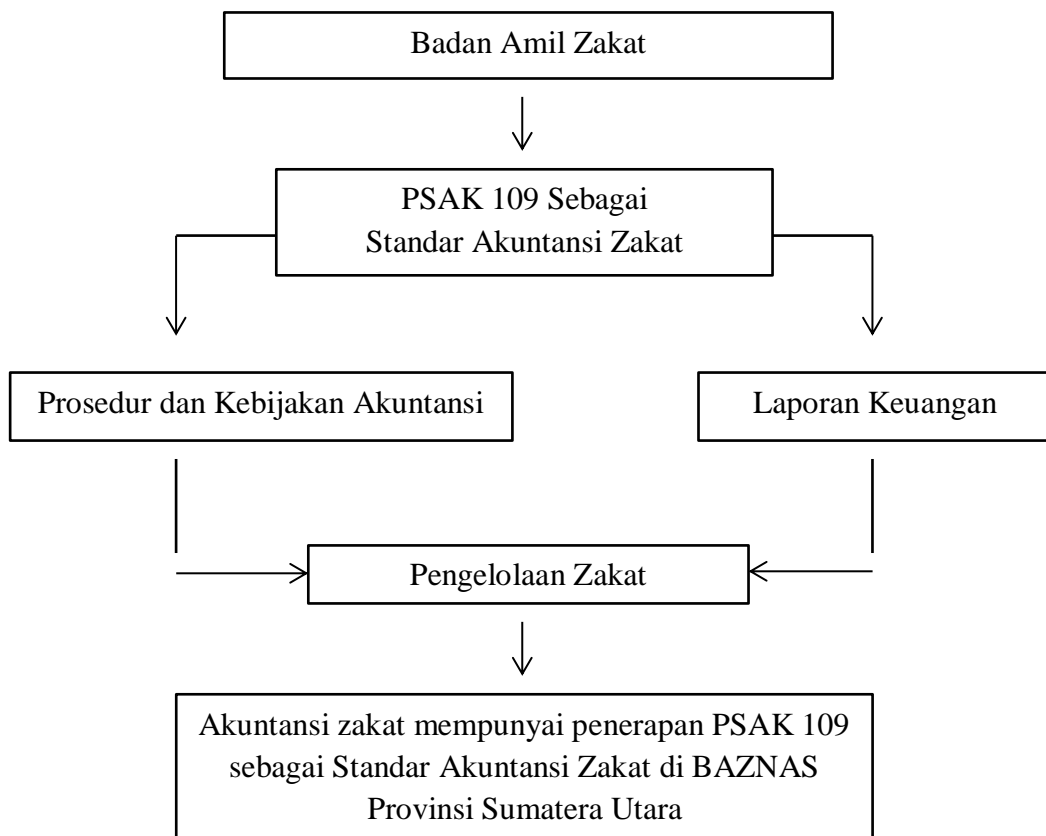 Badan Amil Zakat
PSAK 109 Sebagai
Standar Akuntansi Zakat
Prosedur dan Kebijakan Akuntansi
Laporan Keuangan
Pengelolaan Zakat
Akuntansi zakat mempunyai penerapan PSAK 109
sebagai Standar Akuntansi Zakat di BAZNAS
Provinsi Sumatera Utara